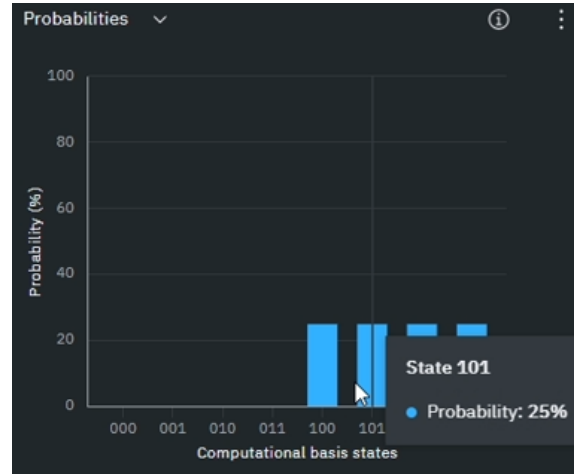 Probabilities
100
80
60
40
20
0
Probability (%)
State 101
Probability: 25%
000 001 010 011 100 101
Computational basis states